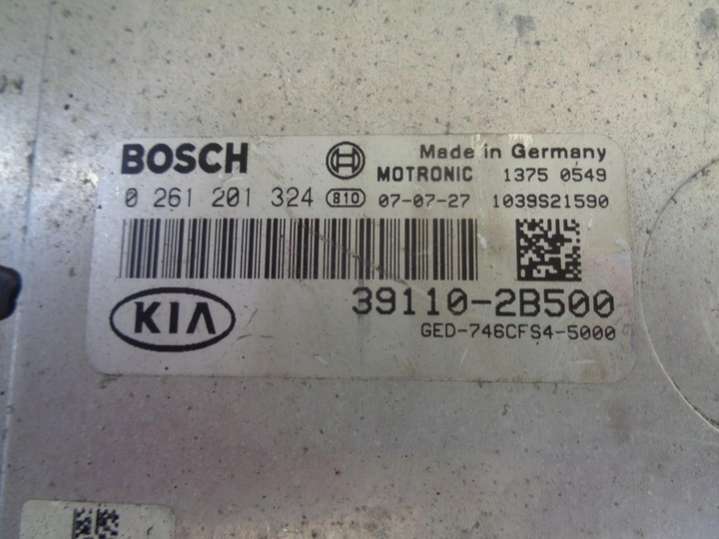 BOSCH Made in Germany
MOTRONIC 1375 0549
0 261 201 324 810 07-07-27 1039S21590
KIA 39110-2B500
GED-746CFS4-5000